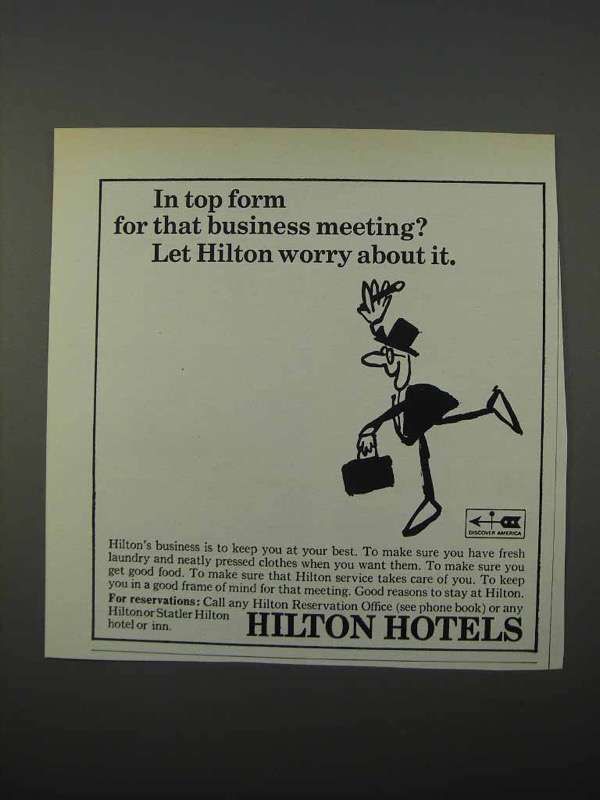 In top form
for that business meeting?
Let Hilton worry about it.
DISCOVER AMERICA
Hilton's business is to keep you at your best. To make sure you have fresh
laundry and neatly pressed clothes when you want them. To make sure you
get good food. To make sure that Hilton service takes care of you. To keep
you in a good frame of mind for that meeting. Good reasons to stay at Hilton.
For reservations: Call any Hilton Reservation Office (see phone book) or any
Hilton or Statler Hilton
hotel or inn.
HILTON HOTELS